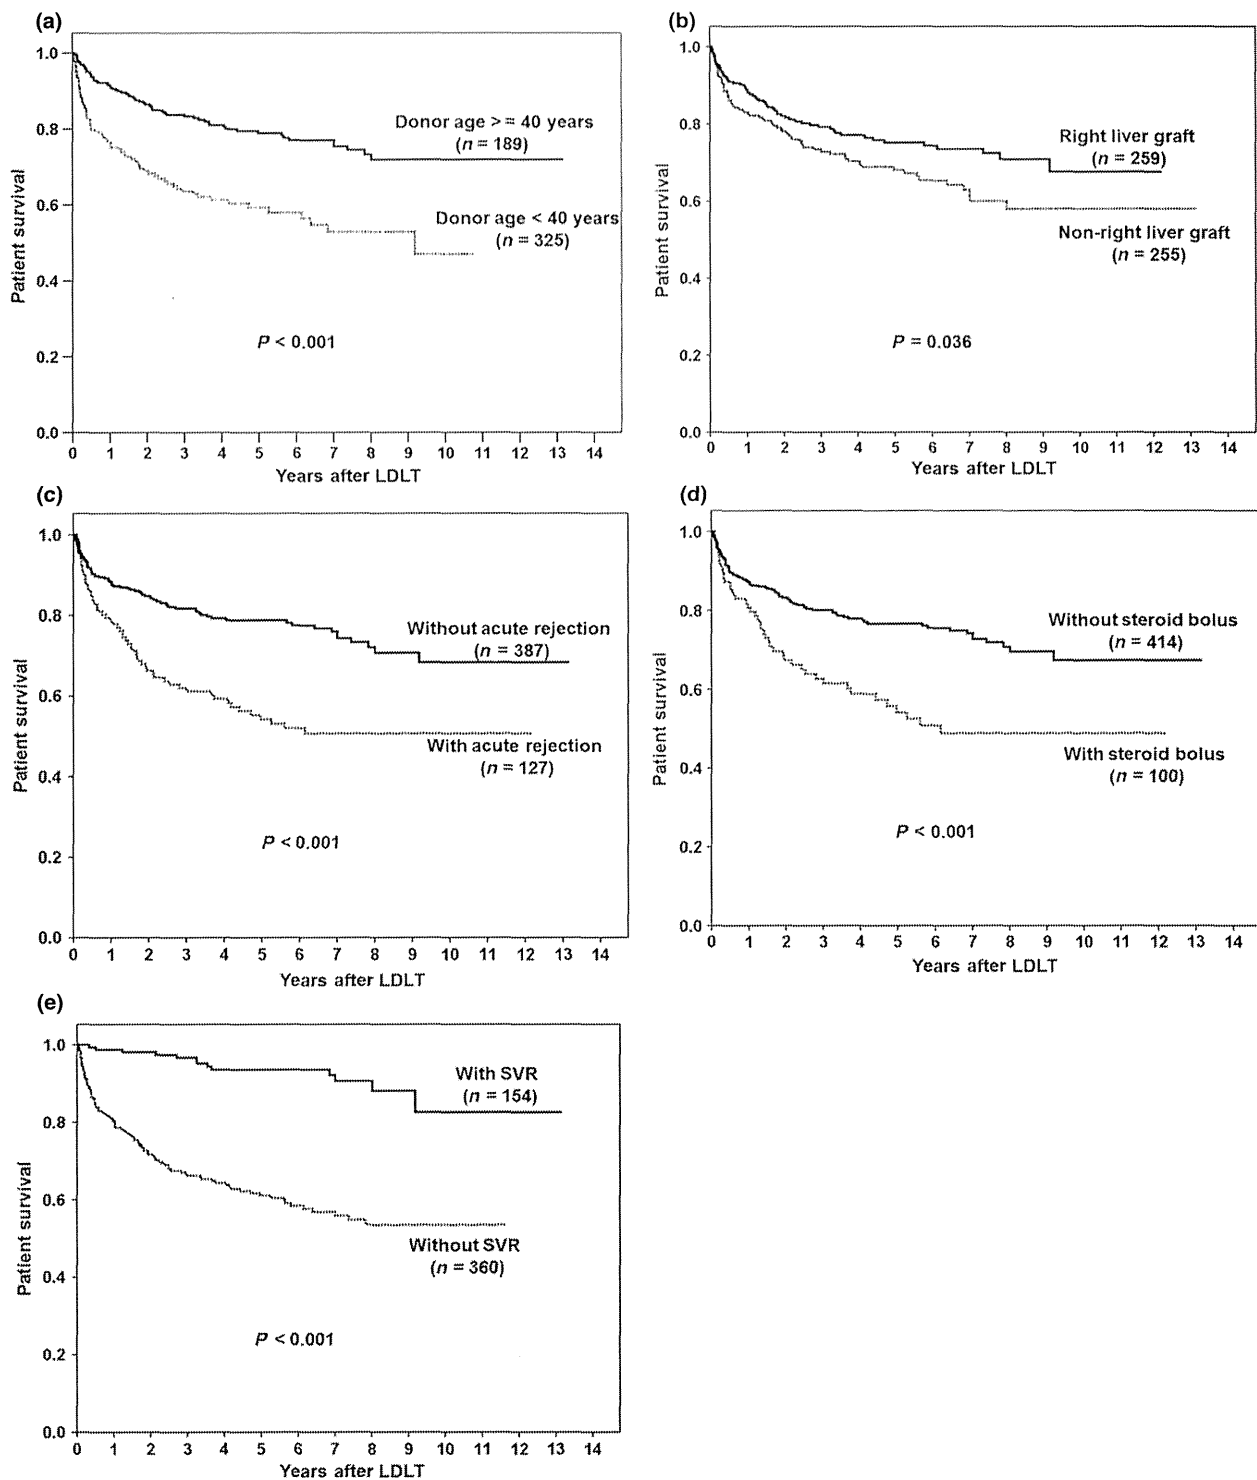 (a)
1.0
0.8
0.6
0.4
0.2
0.0
Patient survival
Donor age >= 40 years
(n = 189)
Donor age < 40 years
(n = 325)
P < 0.001
0 1 2 3 4 5 6 7 8 9 10 11 12 13 14
Years after LDLT
(b)
1.0
0.8
0.6
0.4
0.2
0.0
Patient survival
Right liver graft
(n = 259)
Non-right liver graft
(n = 255)
P = 0.036
0 1 2 3 4 5 6 7 8 9 10 11 12 13 14
Years after LDLT
(c)
1.0
0.8
0.6
0.4
0.2
0.0
Patient survival
Without acute rejection
(n = 387)
With acute rejection
(n = 127)
P < 0.001
0 1 2 3 4 5 6 7 8 9 10 11 12 13 14
Years after LDLT
(d)
1.0
0.8
0.6
0.4
0.2
0.0
Patient survival
Without steroid bolus
(n = 414)
With steroid bolus
(n = 100)
P < 0.001
0 1 2 3 4 5 6 7 8 9 10 11 12 13 14
Years after LDLT
(e)
1.0
0.8
0.6
0.4
0.2
0.0
Patient survival
With SVR
(n = 154)
Without SVR
(n = 360)
P < 0.001
0 1 2 3 4 5 6 7 8 9 10 11 12 13 14
Years after LDLT